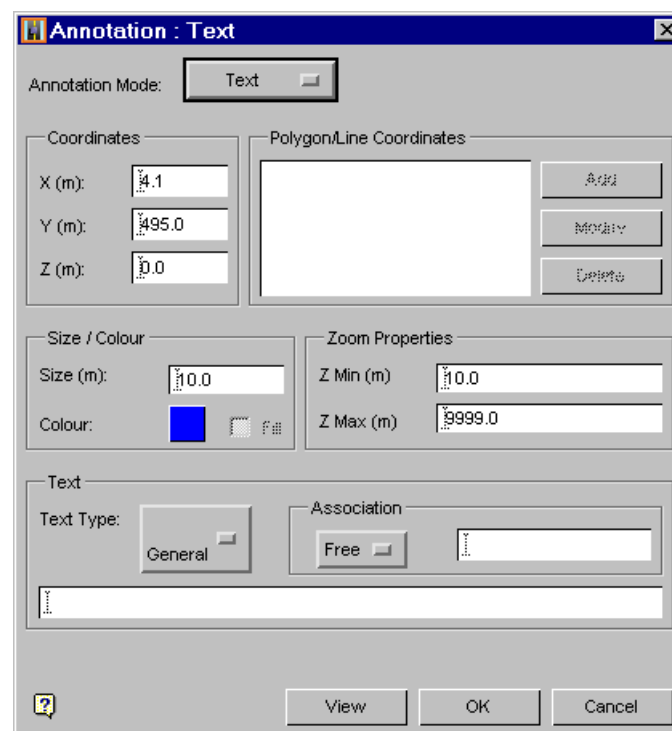 Annotation : Text
Annotation Mode: Text
Coordinates
X (m): 4.1
Y (m): 495.0
Z (m): 0.0
Polygon/Line Coordinates
Add
Modify
Delete
Size / Colour
Size (m): 10.0
Colour: Fill
Zoom Properties
Z Min (m) 10.0
Z Max (m) 9999.0
Text
Text Type: General
Association
Free
View OK Cancel